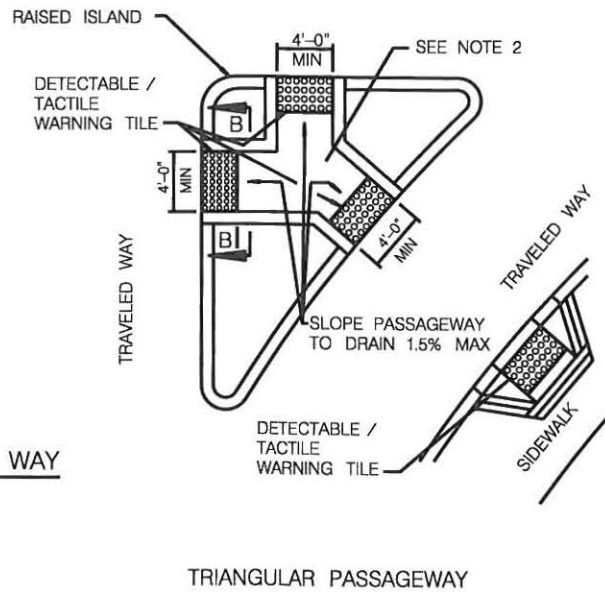 RAISED ISLAND
4'-0"
MIN
SEE NOTE 2
DETECTABLE /
TACTILE
WARNING TILE
B
4'-0"
MIN
B
4'-0"
MIN
TRAVELED WAY
TRAVELED WAY
SLOPE PASSAGEWAY
TO DRAIN 1.5% MAX
DETECTABLE /
TACTILE
WARNING TILE
SIDEWALK
WAY
TRIANGULAR PASSAGEWAY